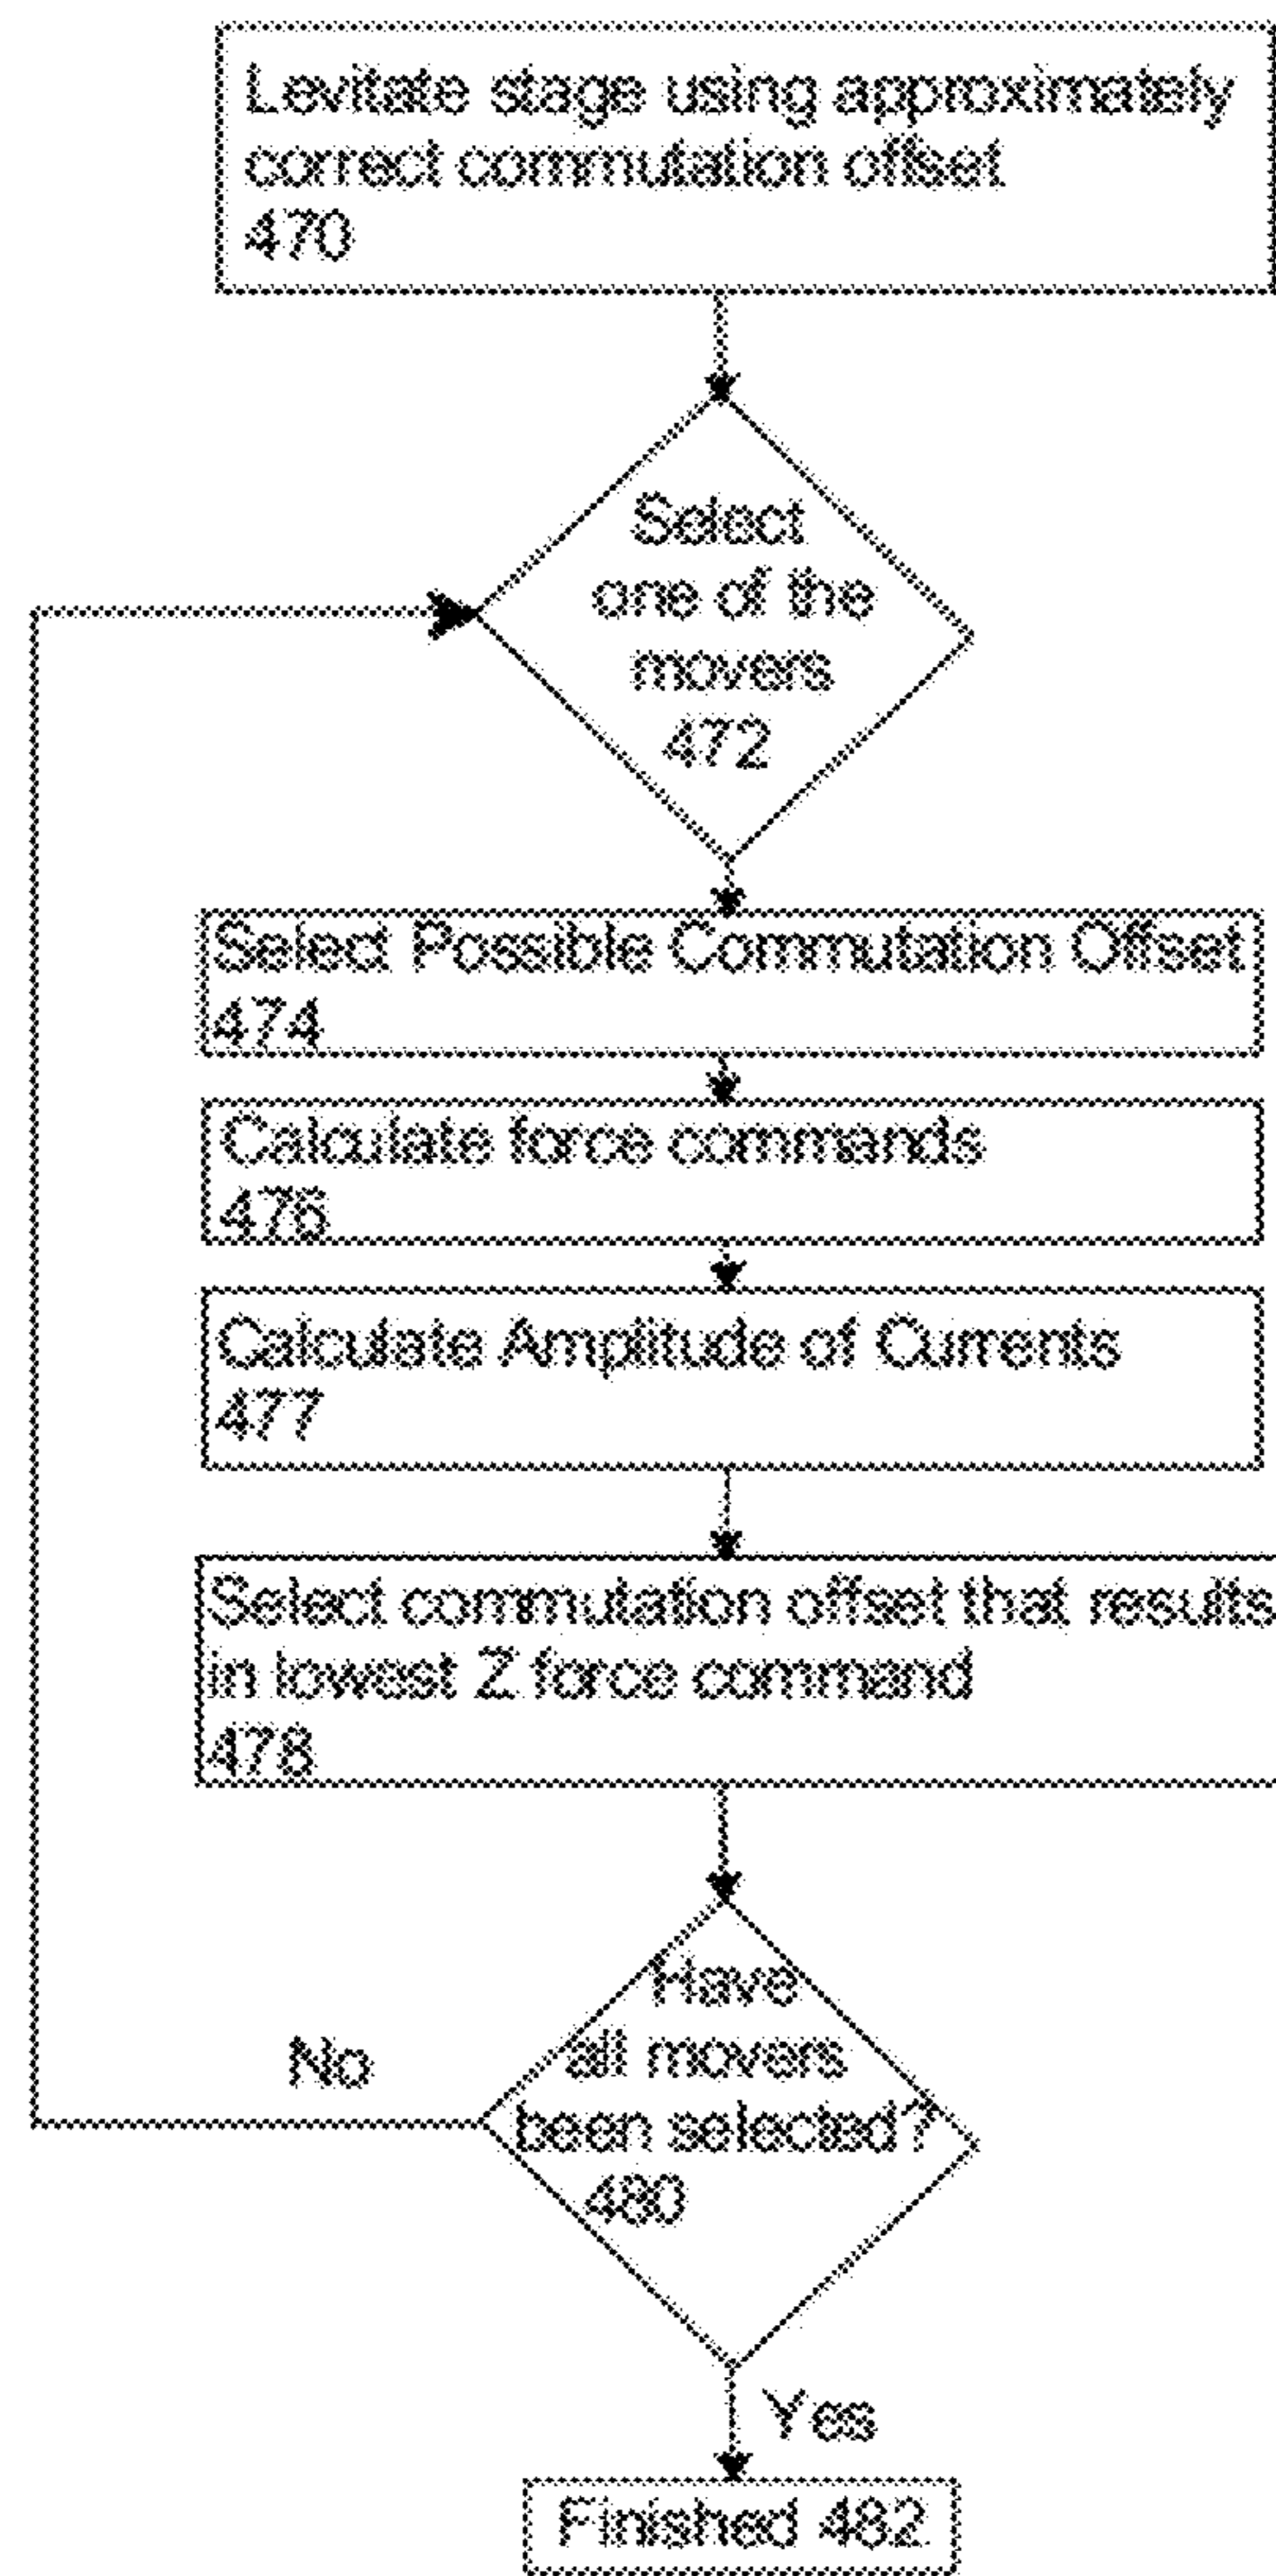 Levitate stage using approximately
correct commutation offset
470
Select
one of the
movers
472
Select Possible Commutation Offset
474
Calculate force commands
476
Calculate Amplitude of Currents
477
Select commutation offset that results
in lowest Z force command
478
Have
all movers
been selected?
480
No
Yes
Finished 482